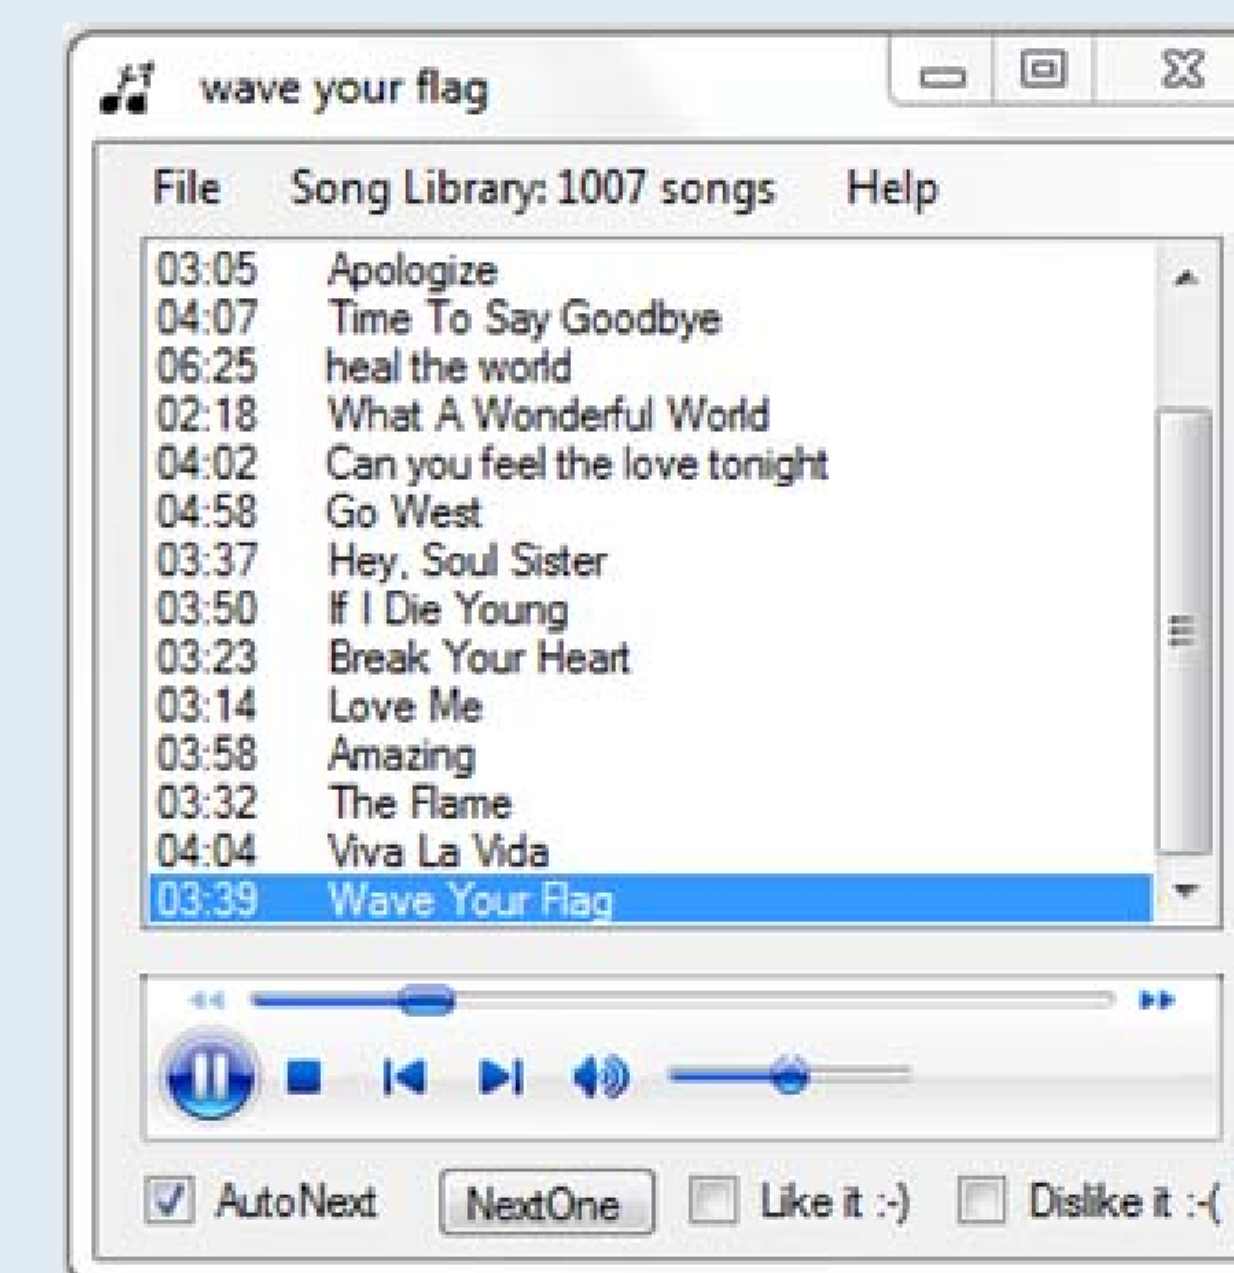 wave your flag
File Song Library: 1007 songs Help
03:05 Apologize
04:07 Time To Say Goodbye
06:25 heal the world
02:18 What A Wonderful World
04:02 Can you feel the love tonight
04:58 Go West
03:37 Hey, Soul Sister
03:50 If I Die Young
03:23 Break Your Heart
03:14 Love Me
03:58 Amazing
03:32 The Flame
04:04 Viva La Vida
03:39 Wave Your Flag
AutoNext NextOne Like it :-) Dislike it :-(